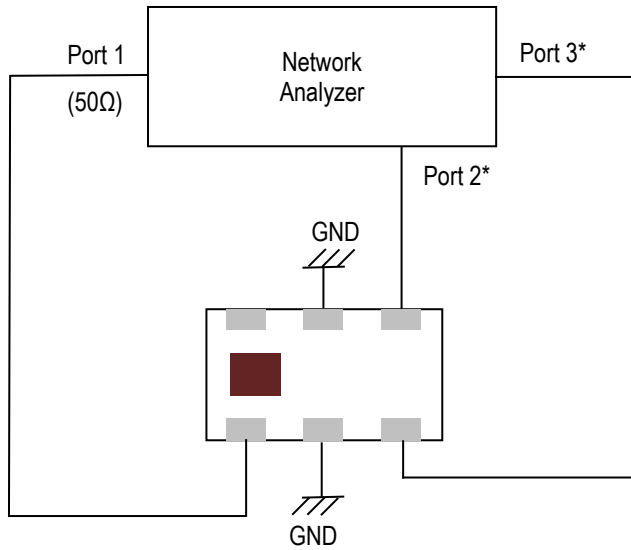 Port 1
(50Ω)
Network
Analyzer
Port 3*
Port 2*
GND
GND